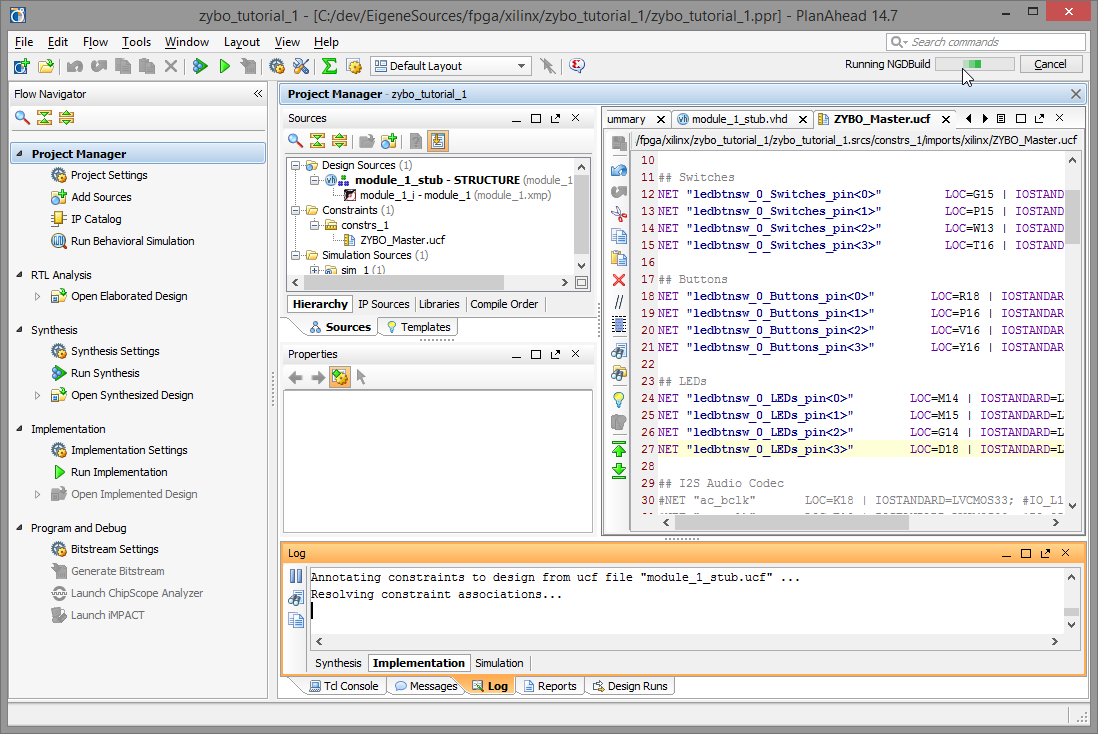 zybo_tutorial_1 - [C:/dev/EigeneSources/fpga/xilinx/zybo_tutorial_1/zybo_tutorial_1.ppr] - PlanAhead 14.7
File Edit Flow Tools Window Layout View Help
Search commands
Default Layout
Running NGDBuild
Cancel
Flow Navigator
Project Manager
Project Settings
Add Sources
IP Catalog
Run Behavioral Simulation
RTL Analysis
Open Elaborated Design
Synthesis
Synthesis Settings
Run Synthesis
Open Synthesized Design
Implementation
Implementation Settings
Run Implementation
Open Implemented Design
Program and Debug
Bitstream Settings
Generate Bitstream
Launch ChipScope Analyzer
Launch iMPACT
Project Manager - zybo_tutorial_1
Sources
Design Sources (1)
module_1_stub - STRUCTURE (module_1
module_1_i - module_1 (module_1.xmp)
Constraints (1)
constrs_1
ZYBO_Master.ucf
Simulation Sources (1)
sim_1 (1)
Hierarchy IP Sources Libraries Compile Order
Sources Templates
Properties
ummary module_1_stub.vhd ZYBO_Master.ucf
/fpga/xilinx/zybo_tutorial_1/zybo_tutorial_1.srcs/constrs_1/imports/xilinx/ZYBO_Master.ucf
10
11 ## Switches
12 NET "ledbtnsw_0_Switches_pin<0>" LOC=G15 | IOSTAND
13 NET "ledbtnsw_0_Switches_pin<1>" LOC=P15 | IOSTAND
14 NET "ledbtnsw_0_Switches_pin<2>" LOC=W13 | IOSTAND
15 NET "ledbtnsw_0_Switches_pin<3>" LOC=T16 | IOSTAND
16
17 ## Buttons
18 NET "ledbtnsw_0_Buttons_pin<0>" LOC=R18 | IOSTANDAR
19 NET "ledbtnsw_0_Buttons_pin<1>" LOC=P16 | IOSTANDAR
20 NET "ledbtnsw_0_Buttons_pin<2>" LOC=V16 | IOSTANDAR
21 NET "ledbtnsw_0_Buttons_pin<3>" LOC=Y16 | IOSTANDAR
22
23 ## LEDs
24 NET "ledbtnsw_0_LEDs_pin<0>" LOC=M14 | IOSTANDARD=L
25 NET "ledbtnsw_0_LEDs_pin<1>" LOC=M15 | IOSTANDARD=L
26 NET "ledbtnsw_0_LEDs_pin<2>" LOC=G14 | IOSTANDARD=L
27 NET "ledbtnsw_0_LEDs_pin<3>" LOC=D18 | IOSTANDARD=L
28
29 ## I2S Audio Codec
30 #NET "ac_bclk" LOC=K18 | IOSTANDARD=LVCMOS33; #IO_L1
Log
Annotating constraints to design from ucf file "module_1_stub.ucf" ...
Resolving constraint associations...
Synthesis Implementation Simulation
Tcl Console Messages Log Reports Design Runs